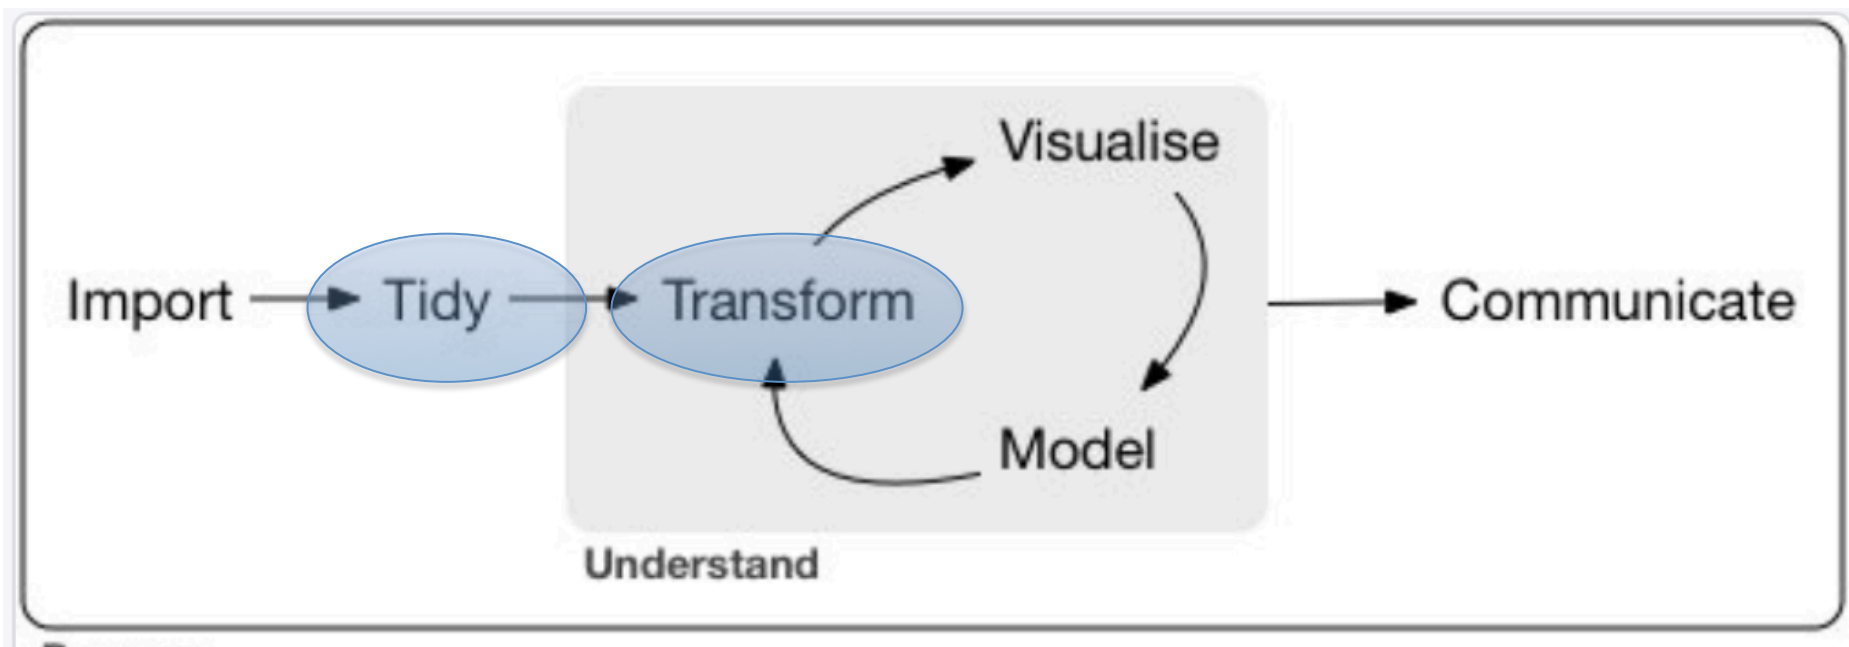 Visualise
Import Tidy Transform Communicate
Model
Understand